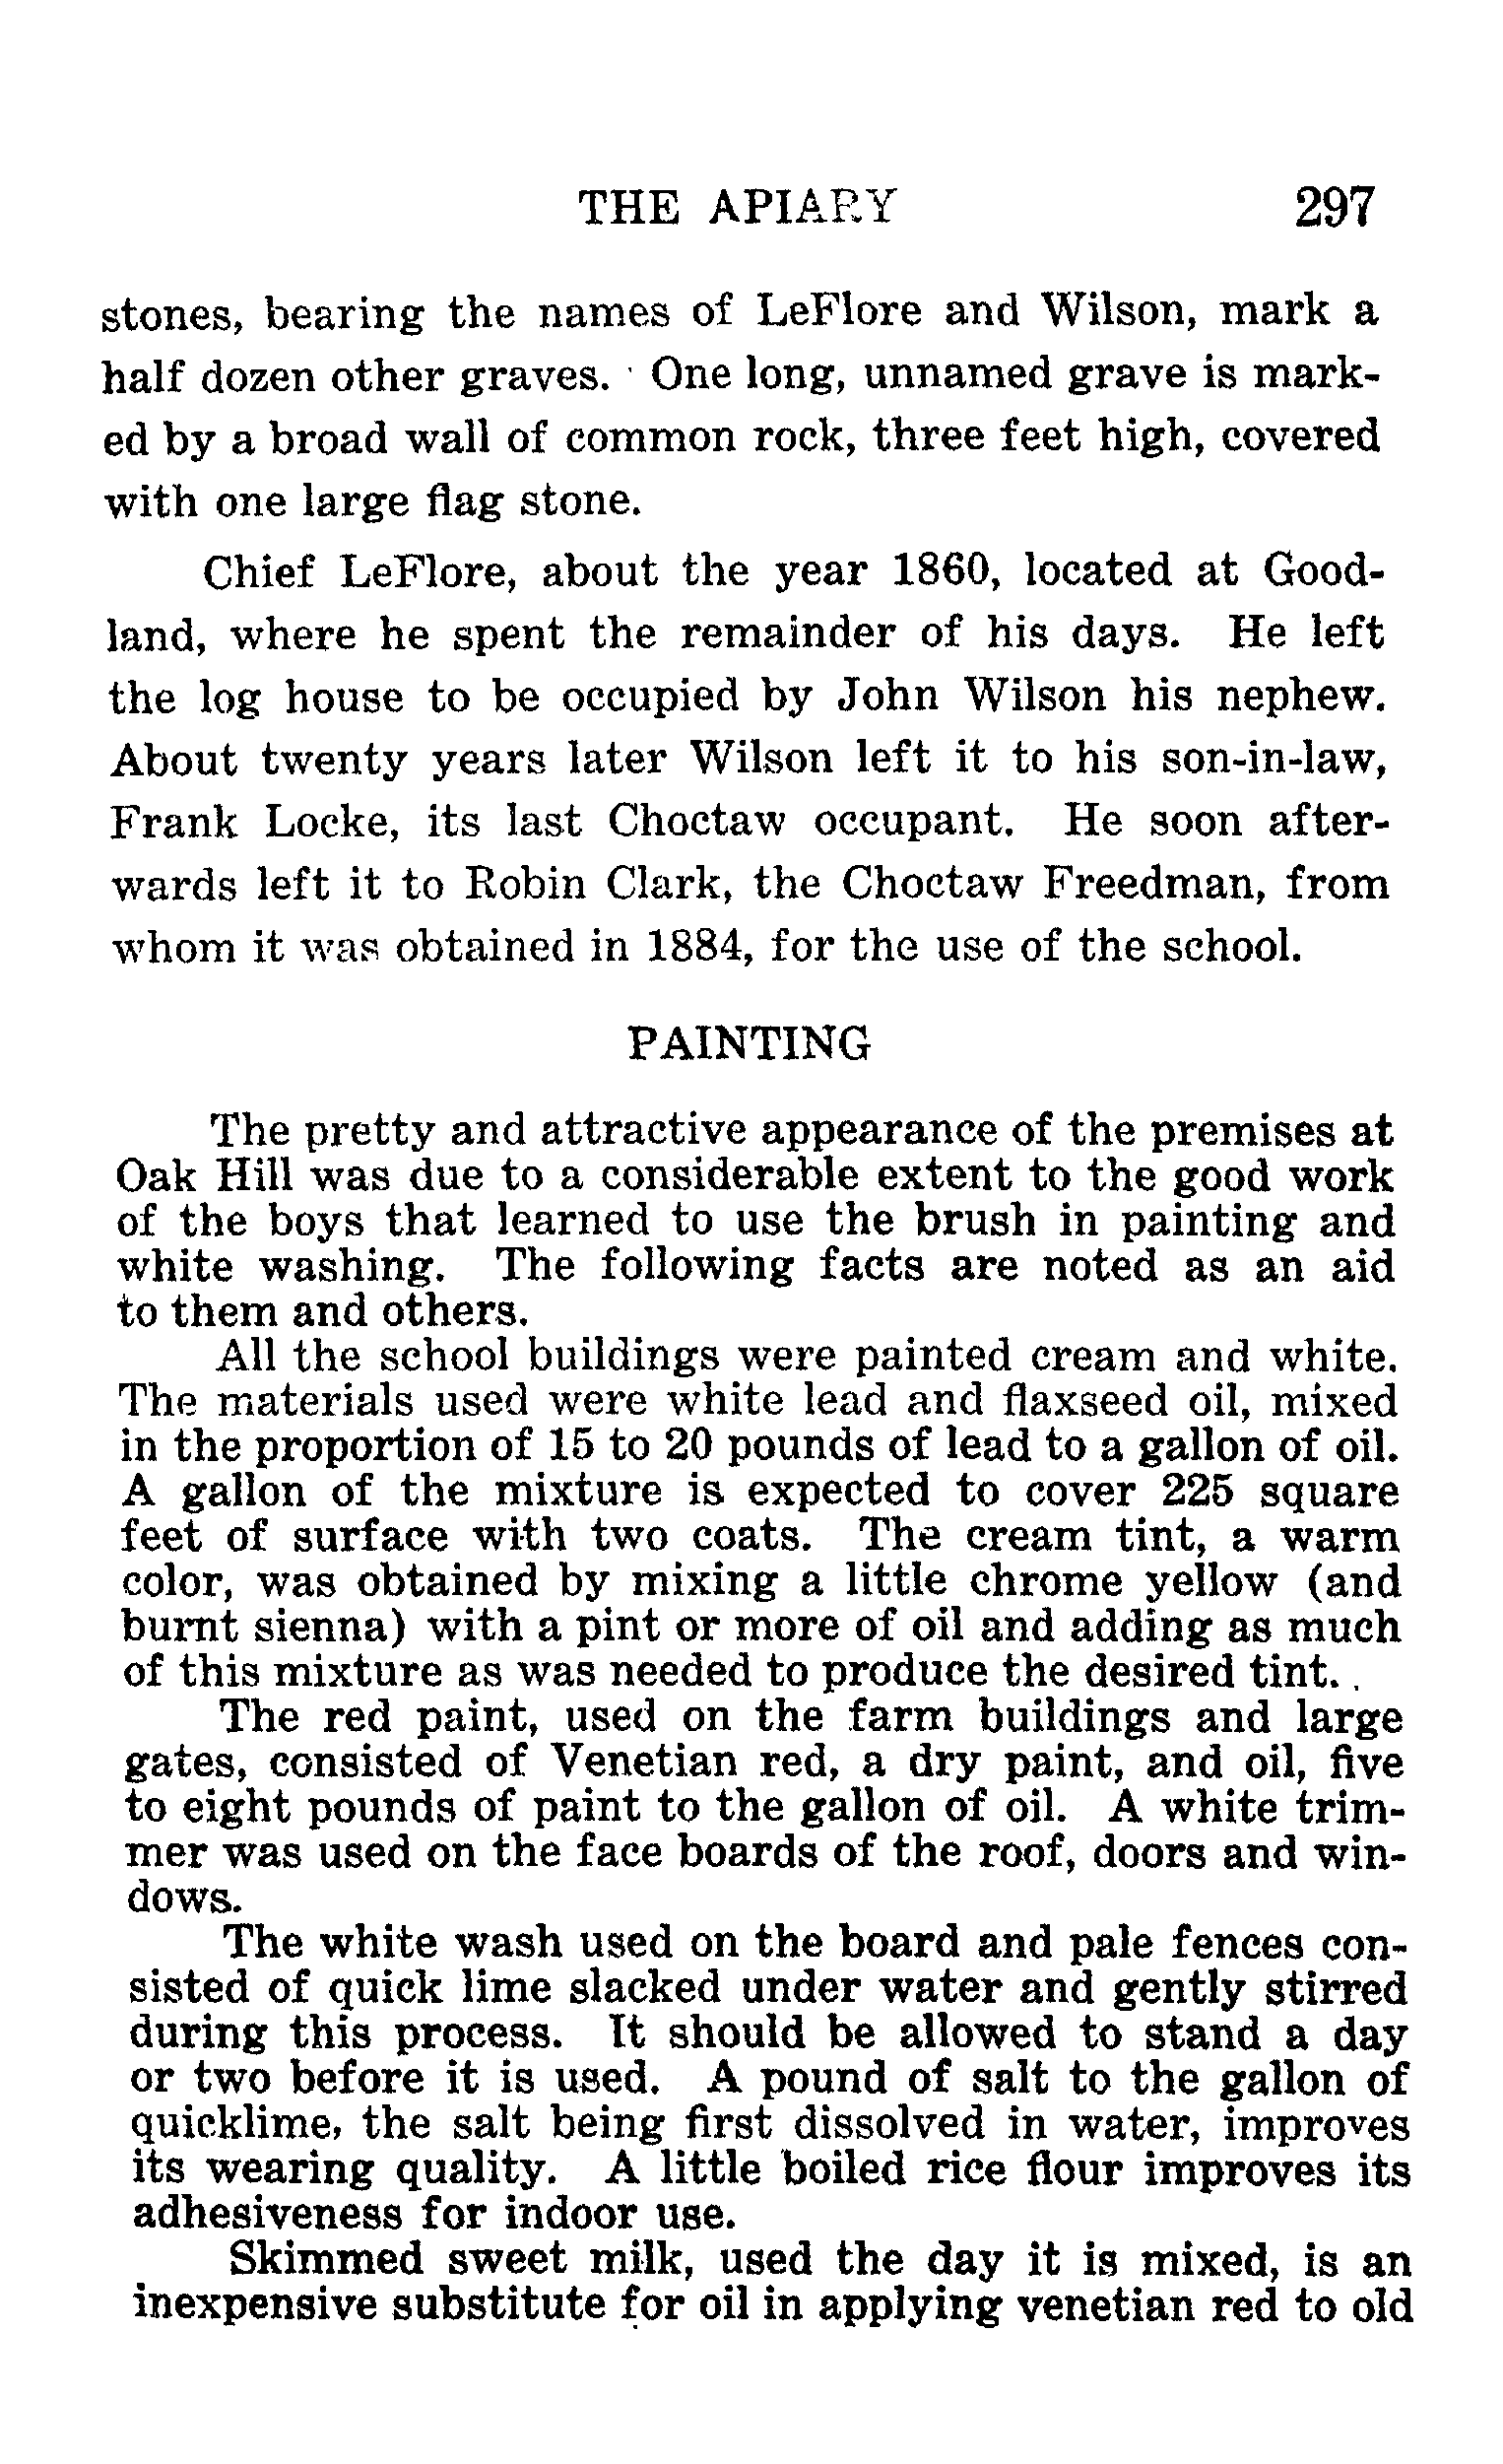 THE APIARY 297
stones, bearing the names of LeFlore and Wilson, mark a
half dozen other graves. One long, unnamed grave is mark-
ed by a broad wall of common rock, three feet high, covered
with one large flag stone.
Chief LeFlore, about the year 1860, located at Good-
land, where he spent the remainder of his days. He left
the log house to be occupied by John Wilson his nephew.
About twenty years later Wilson left it to his son-in-law,
Frank Locke, its last Choctaw occupant. He soon after-
wards left it to Robin Clark, the Choctaw Freedman, from
whom it was obtained in 1884, for the use of the school.
PAINTING
The pretty and attractive appearance of the premises at
Oak Hill was due to a considerable extent to the good work
of the boys that learned to use the brush in painting and
white washing. The following facts are noted as an aid
to them and others.
All the school buildings were painted cream and white.
The materials used were white lead and flaxseed oil, mixed
in the proportion of 15 to 20 pounds of lead to a gallon of oil.
A gallon of the mixture is expected to cover 225 square
feet of surface with two coats. The cream tint, a warm
color, was obtained by mixing a little chrome yellow (and
burnt sienna) with a pint or more of oil and adding as much
of this mixture as was needed to produce the desired tint.
The red paint, used on the farm buildings and large
gates, consisted of Venetian red, a dry paint, and oil, five
to eight pounds of paint to the gallon of oil. A white trim-
mer was used on the face boards of the roof, doors and win-
dows.
The white wash used on the board and pale fences con-
sisted of quick lime slacked under water and gently stirred
during this process. It should be allowed to stand a day
or two before it is used. A pound of salt to the gallon of
quicklime, the salt being first dissolved in water, improves
its wearing quality. A little boiled rice flour improves its
adhesiveness for indoor use.
Skimmed sweet milk, used the day it is mixed, is an
inexpensive substitute for oil in applying venetian red to old